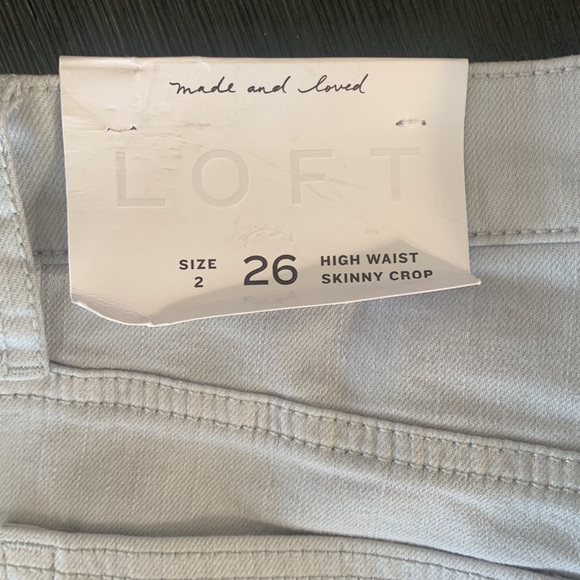 made and loved
LOFT
SIZE 2 26 HIGH WAIST SKINNY CROP